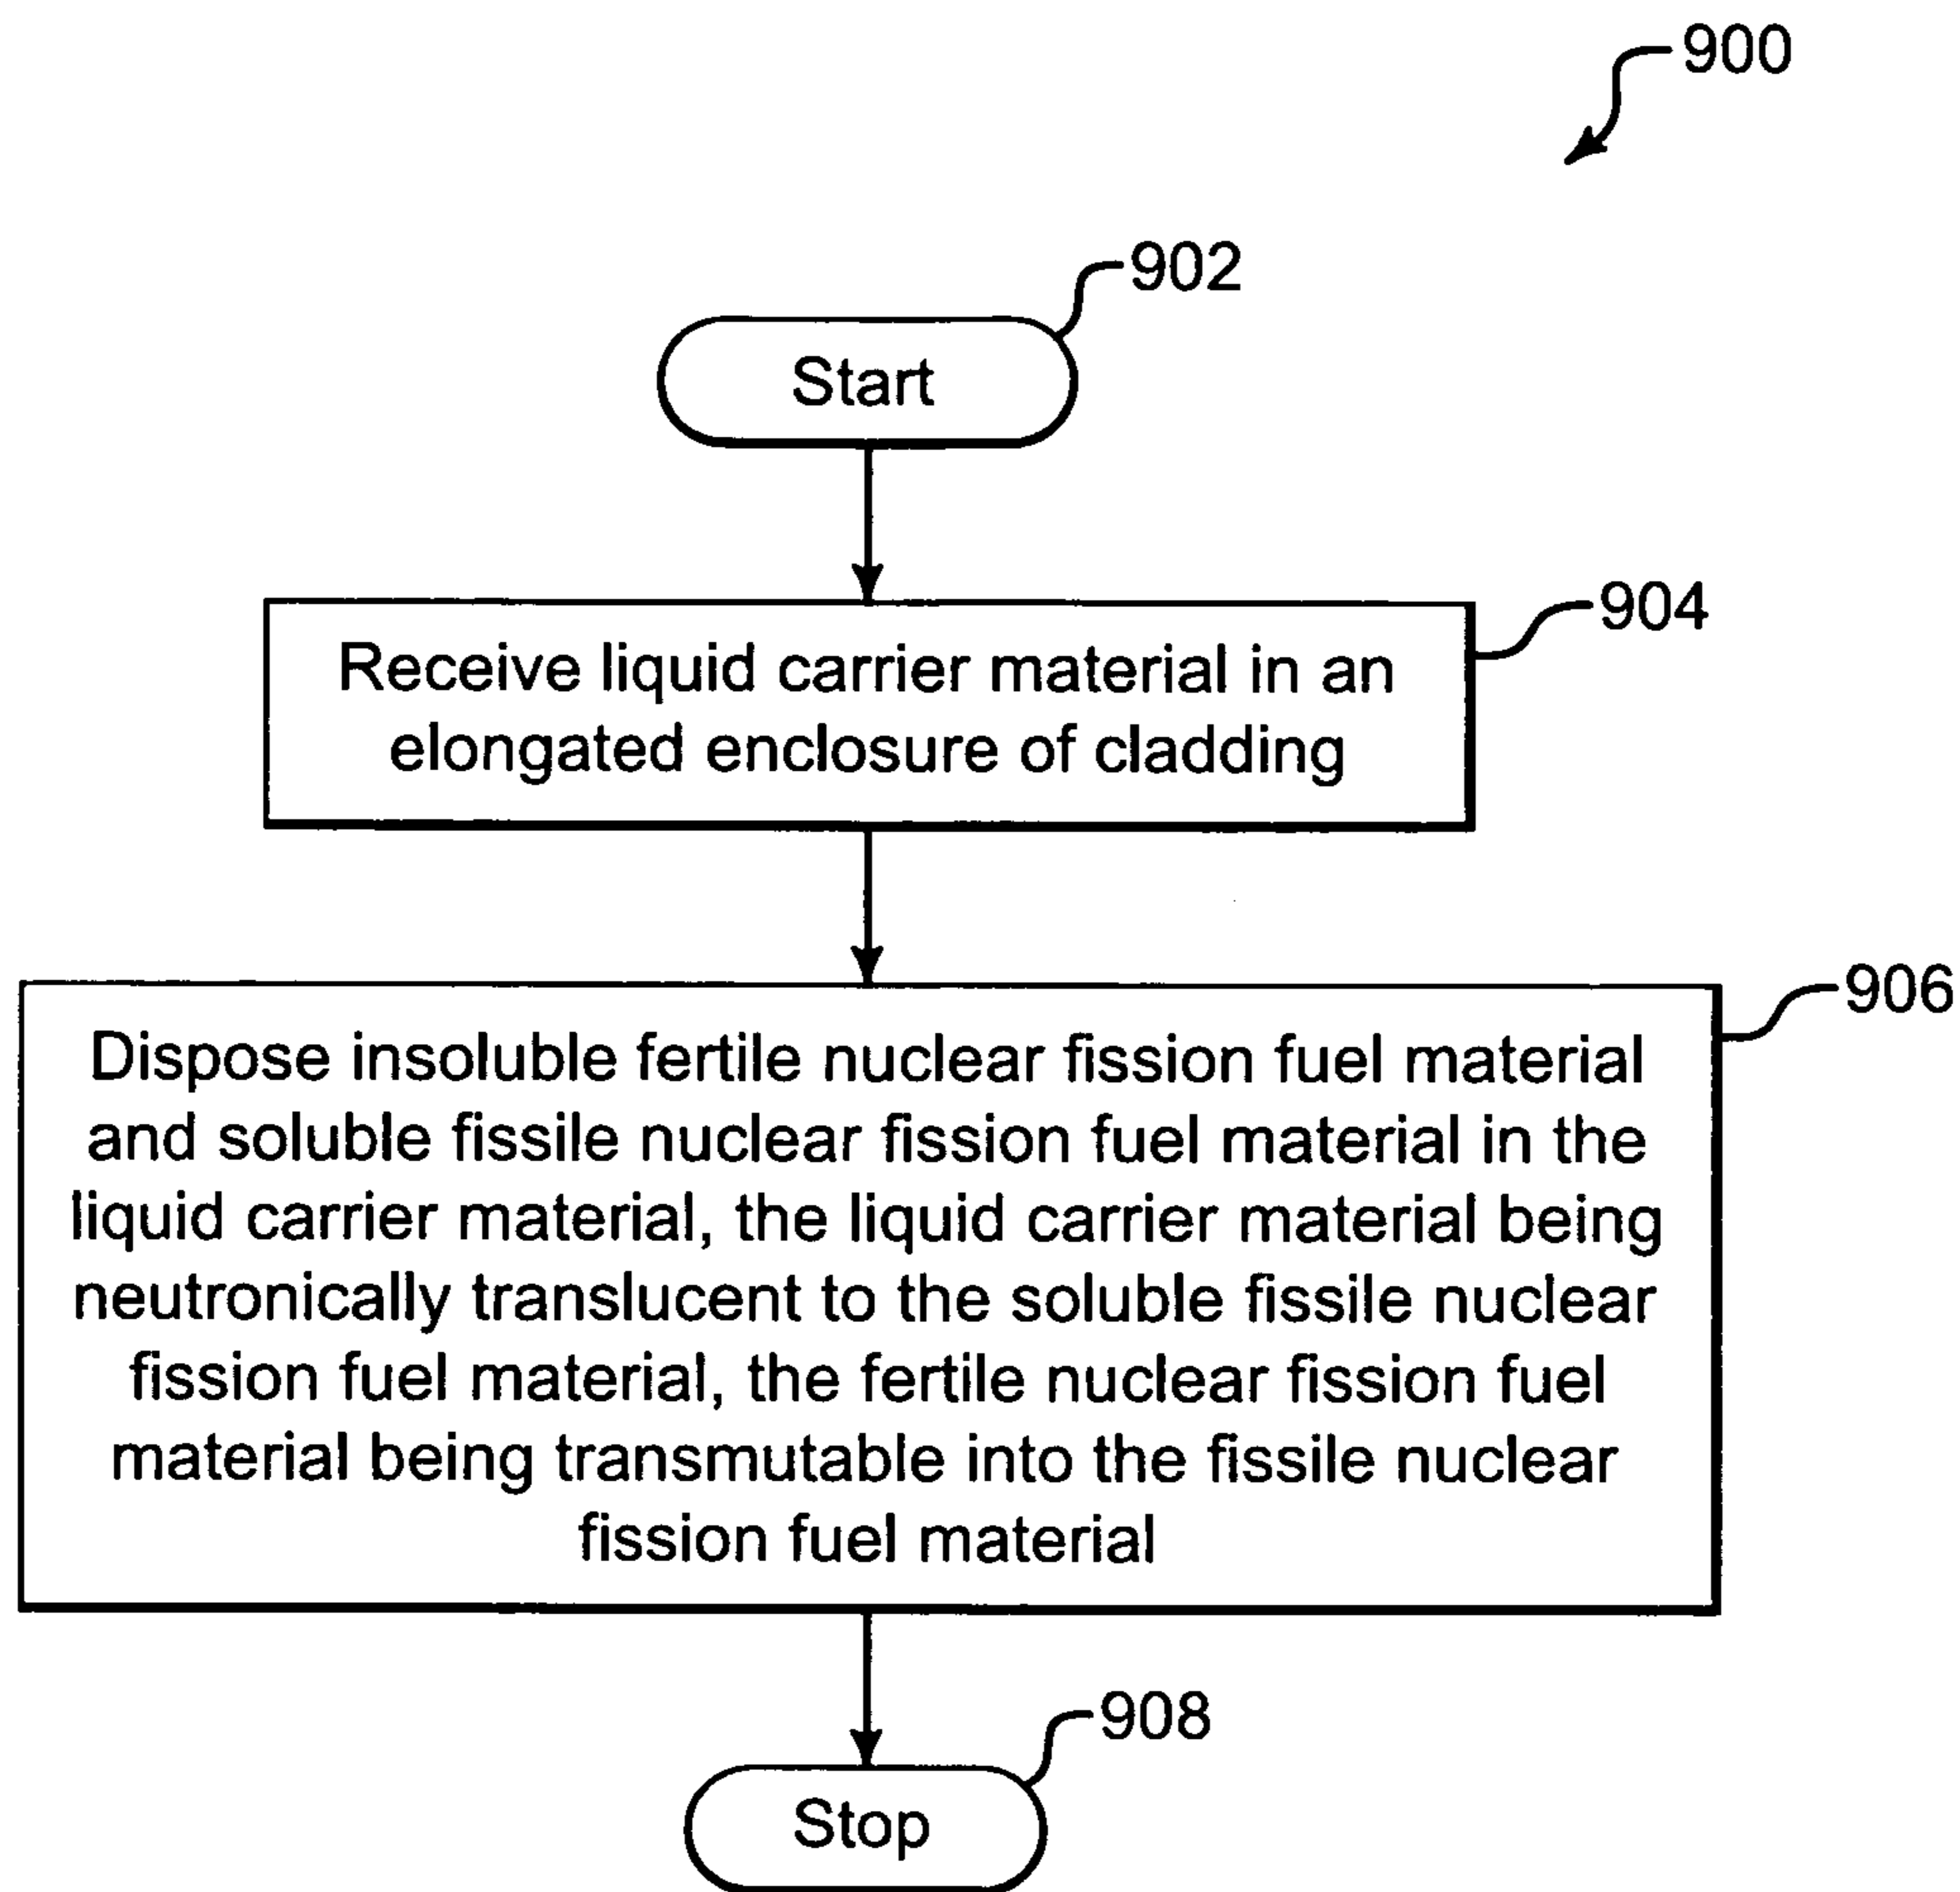 900
902
Start
904
Receive liquid carrier material in an
elongated enclosure of cladding
906
Dispose insoluble fertile nuclear fission fuel material
and soluble fissile nuclear fission fuel material in the
liquid carrier material, the liquid carrier material being
neutronically translucent to the soluble fissile nuclear
fission fuel material, the fertile nuclear fission fuel
material being transmutable into the fissile nuclear
fission fuel material
908
Stop